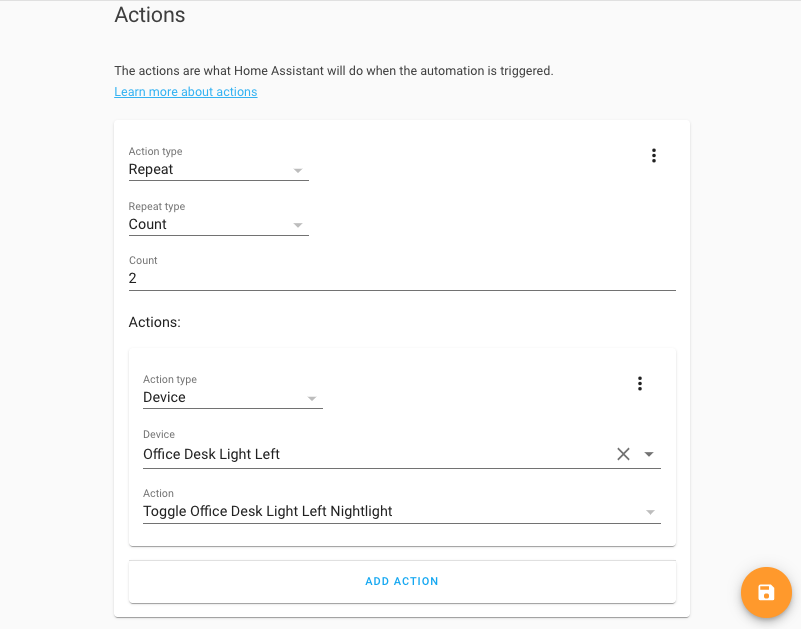 Actions
The actions are what Home Assistant will do when the automation is triggered.
Learn more about actions
Action type
Repeat
Repeat type
Count
Count
2
Actions:
Action type
Device
Device
Office Desk Light Left
Action
Toggle Office Desk Light Left Nightlight
ADD ACTION